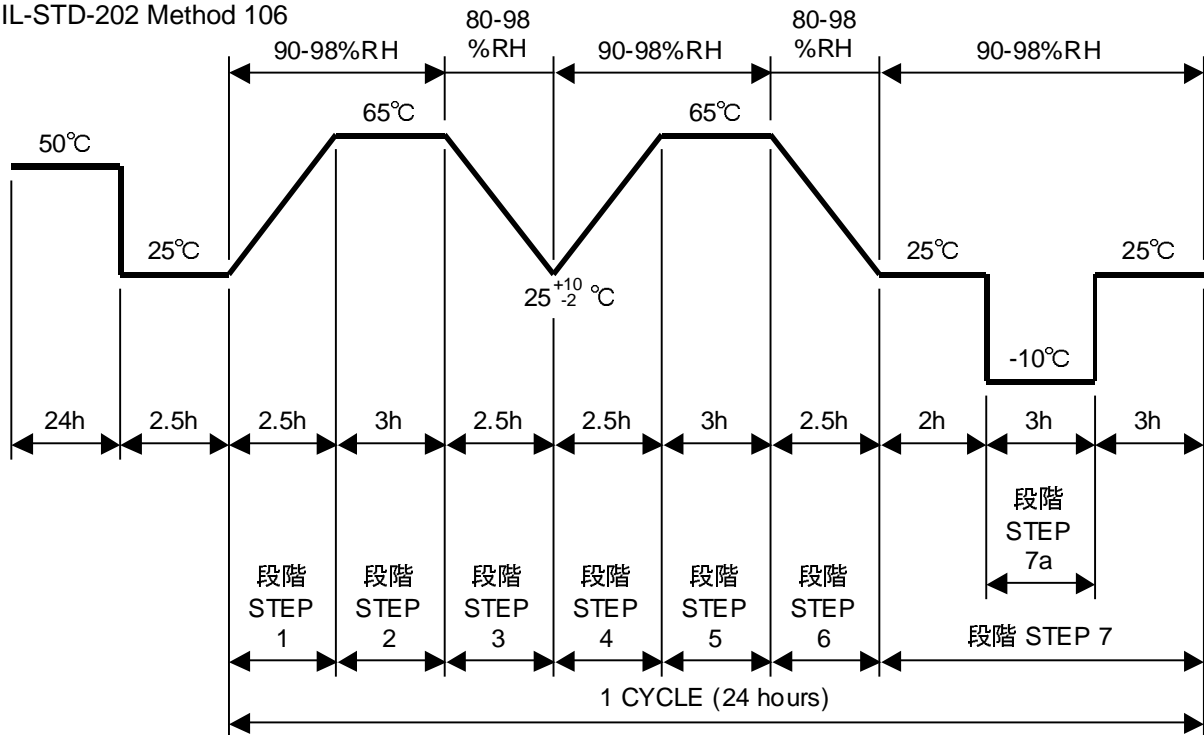 IL-STD-202 Method 106
90-98%RH
80-98
%RH
90-98%RH
80-98
%RH
90-98%RH
50℃
25℃
65℃
25 +10 -2 ℃
65℃
25℃
-10℃
25℃
24h
2.5h
2.5h
3h
2.5h
2.5h
3h
2.5h
2h
3h
3h
段階
STEP
7a
段階
STEP
1
段階
STEP
2
段階
STEP
3
段階
STEP
4
段階
STEP
5
段階
STEP
6
段階 STEP 7
1 CYCLE (24 hours)